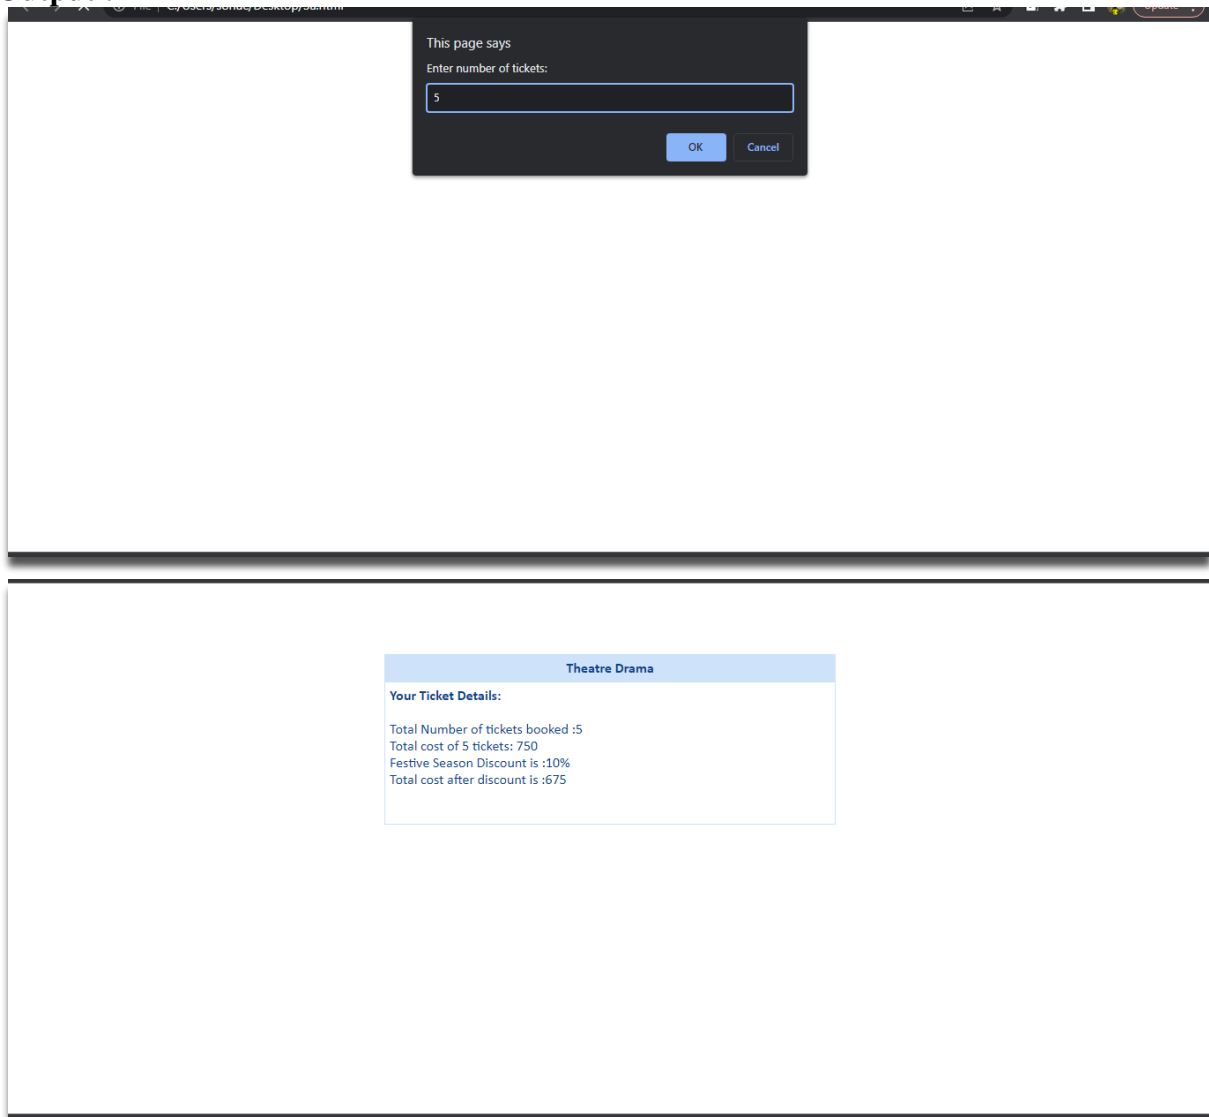 This page says
Enter number of tickets:
5
OK Cancel
Theatre Drama
Your Ticket Details:
Total Number of tickets booked :5
Total cost of 5 tickets: 750
Festive Season Discount is :10%
Total cost after discount is :675